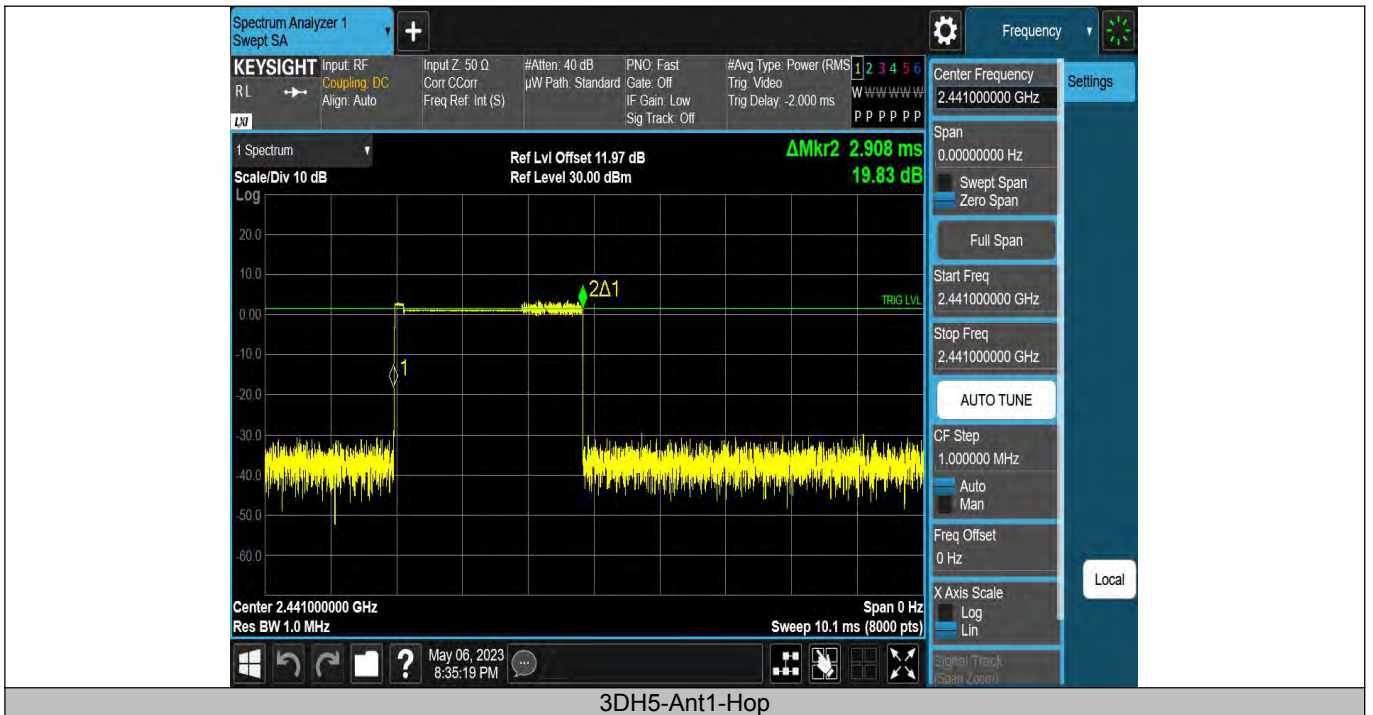 Spectrum Analyzer 1
Swept SA
+
Frequency
KEYSIGHT
Input: RF
Coupling: DC
Align: Auto
Input Z: 50 Ω
Corr CCorr
Freq Ref: Int (S)
#Atten: 40 dB
µW Path: Standard
PNO: Fast
Gate: Off
IF Gain: Low
Sig Track: Off
#Avg Type: Power (RMS
Trig: Video
Trig Delay: -2.000 ms
1 2 3 4 5 6
W W W W W W
P P P P P P
R L
LXI
1 Spectrum
Scale/Div 10 dB
Log
Ref Lvl Offset 11.97 dB
Ref Level 30.00 dBm
ΔMkr2 2.908 ms
19.83 dB
20.0
10.0
0.00
-10.0
-20.0
-30.0
-40.0
-50.0
-60.0
2Δ1
1
TRIG LVL
Center 2.441000000 GHz
Res BW 1.0 MHz
Span 0 Hz
Sweep 10.1 ms (8000 pts)
Center Frequency
2.441000000 GHz
Settings
Span
0.00000000 Hz
Swept Span
Zero Span
Full Span
Start Freq
2.441000000 GHz
Stop Freq
2.441000000 GHz
AUTO TUNE
CF Step
1.000000 MHz
Auto
Man
Freq Offset
0 Hz
X Axis Scale
Log
Lin
Signal Track
(Span Zoom)
Local
?
May 06, 2023
8:35:19 PM
3DH5-Ant1-Hop